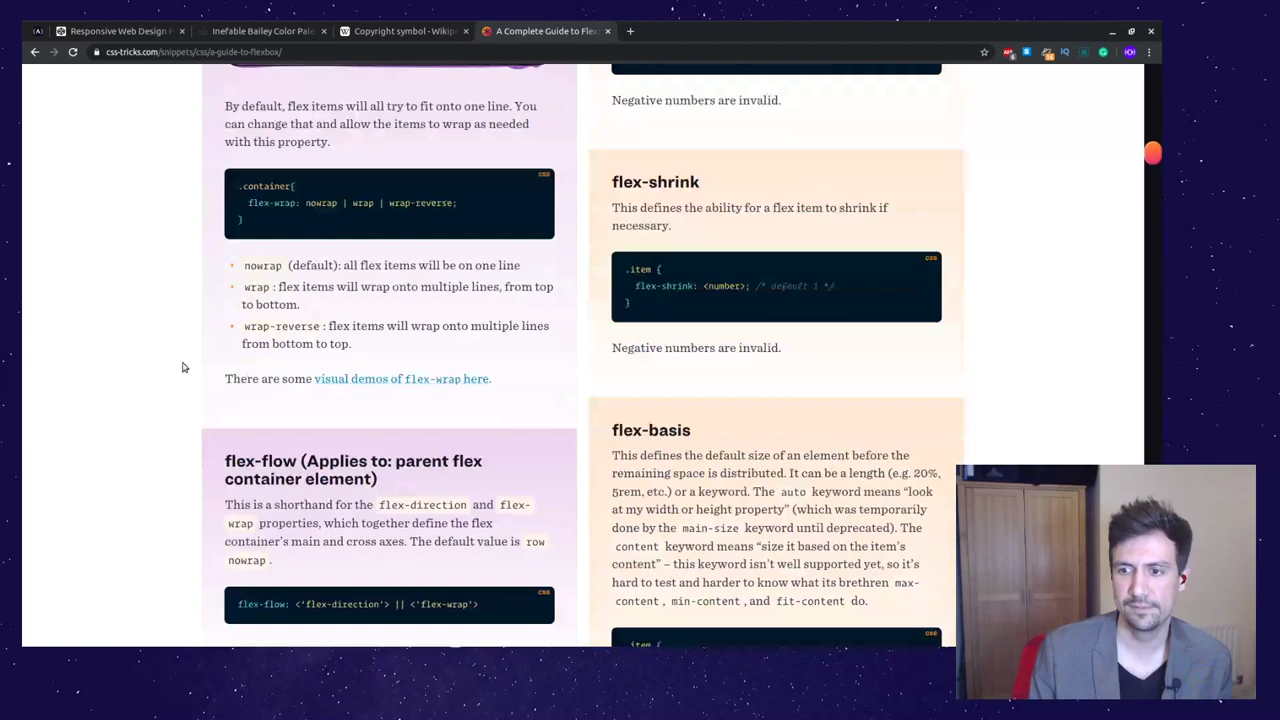 Responsive Web Design F
Inefable Bailey Color Pale
Copyright symbol - Wikipe
A Complete Guide to Flex
css-tricks.com/snippets/css/a-guide-to-flexbox/
By default, flex items will all try to fit onto one line. You
can change that and allow the items to wrap as needed
with this property.
CSS
.container{
flex-wrap: nowrap | wrap | wrap-reverse;
}
• nowrap (default): all flex items will be on one line
• wrap : flex items will wrap onto multiple lines, from top
to bottom.
• wrap-reverse : flex items will wrap onto multiple lines
from bottom to top.
There are some visual demos of flex-wrap here.
flex-flow (Applies to: parent flex
container element)
This is a shorthand for the flex-direction and flex-
wrap properties, which together define the flex
container's main and cross axes. The default value is row
nowrap .
CSS
flex-flow: <'flex-direction'> || <'flex-wrap'>
Negative numbers are invalid.
flex-shrink
This defines the ability for a flex item to shrink if
necessary.
CSS
.item {
flex-shrink: <number>; /* default 1 */
}
Negative numbers are invalid.
flex-basis
This defines the default size of an element before the
remaining space is distributed. It can be a length (e.g. 20%,
5rem, etc.) or a keyword. The auto keyword means "look
at my width or height property" (which was temporarily
done by the main-size keyword until deprecated). The
content keyword means "size it based on the item's
content" – this keyword isn't well supported yet, so it's
hard to test and harder to know what its brethren max-
content, min-content, and fit-content do.
CSS
.item {